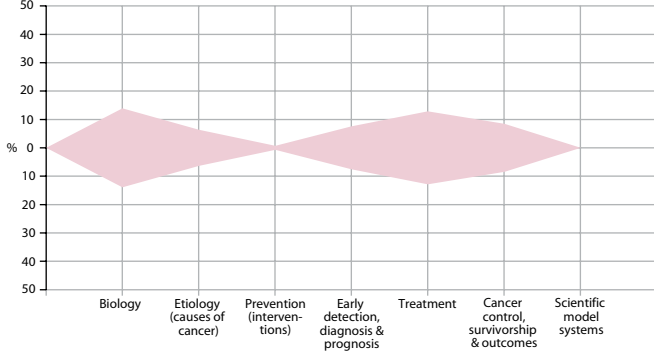 50
40
30
20
10
% 0
10
20
30
40
50
Biology
Etiology
(causes of
cancer)
Prevention
(interven-
tions)
Early
detection,
diagnosis &
prognosis
Treatment
Cancer
control,
survivorship
& outcomes
Scientific
model
systems